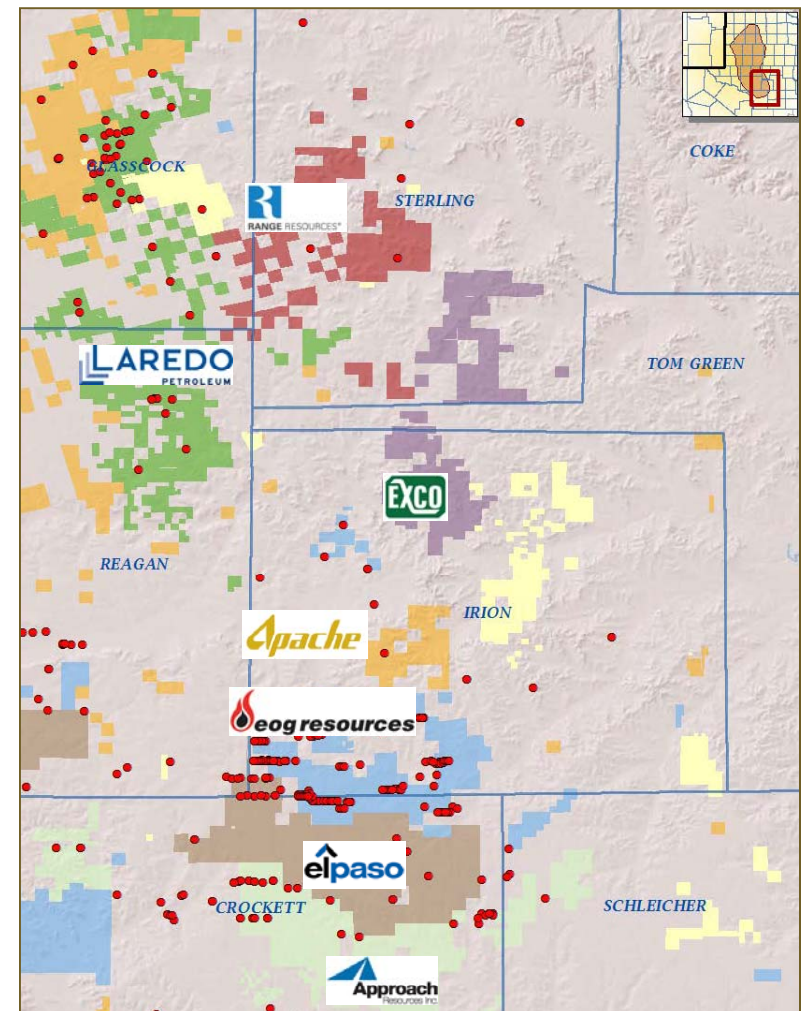 COKE
GLASSCOCK
STERLING
RANGE RESOURCES®
TOM GREEN
LAREDO
PETROLEUM
EXCO
REAGAN
IRION
Apache
eog resources
elpaso
CROCKETT
SCHLEICHER
Approach
Resources Inc.